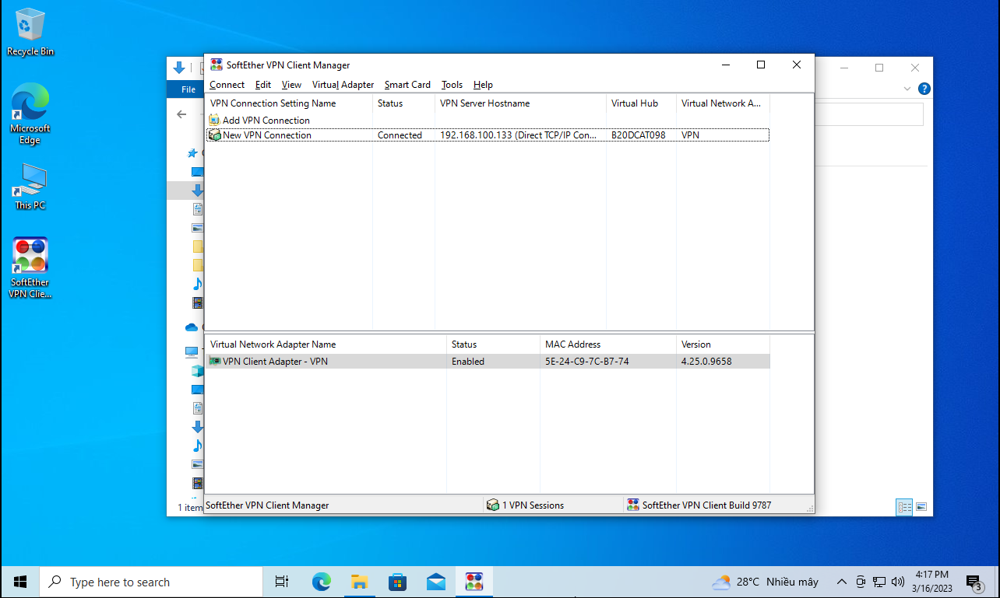 Recycle Bin
Microsoft
Edge
This PC
SoftEther
VPN Clie...
File
1 item
SoftEther VPN Client Manager
Connect Edit View Virtual Adapter Smart Card Tools Help
VPN Connection Setting Name Status VPN Server Hostname Virtual Hub Virtual Network A...
Add VPN Connection
New VPN Connection Connected 192.168.100.133 (Direct TCP/IP Con... B20DCAT098 VPN
Virtual Network Adapter Name Status MAC Address Version
VPN Client Adapter - VPN Enabled 5E-24-C9-7C-B7-74 4.25.0.9658
SoftEther VPN Client Manager 1 VPN Sessions SoftEther VPN Client Build 9787
Type here to search
28°C Nhiều mây
4:17 PM
3/16/2023
3